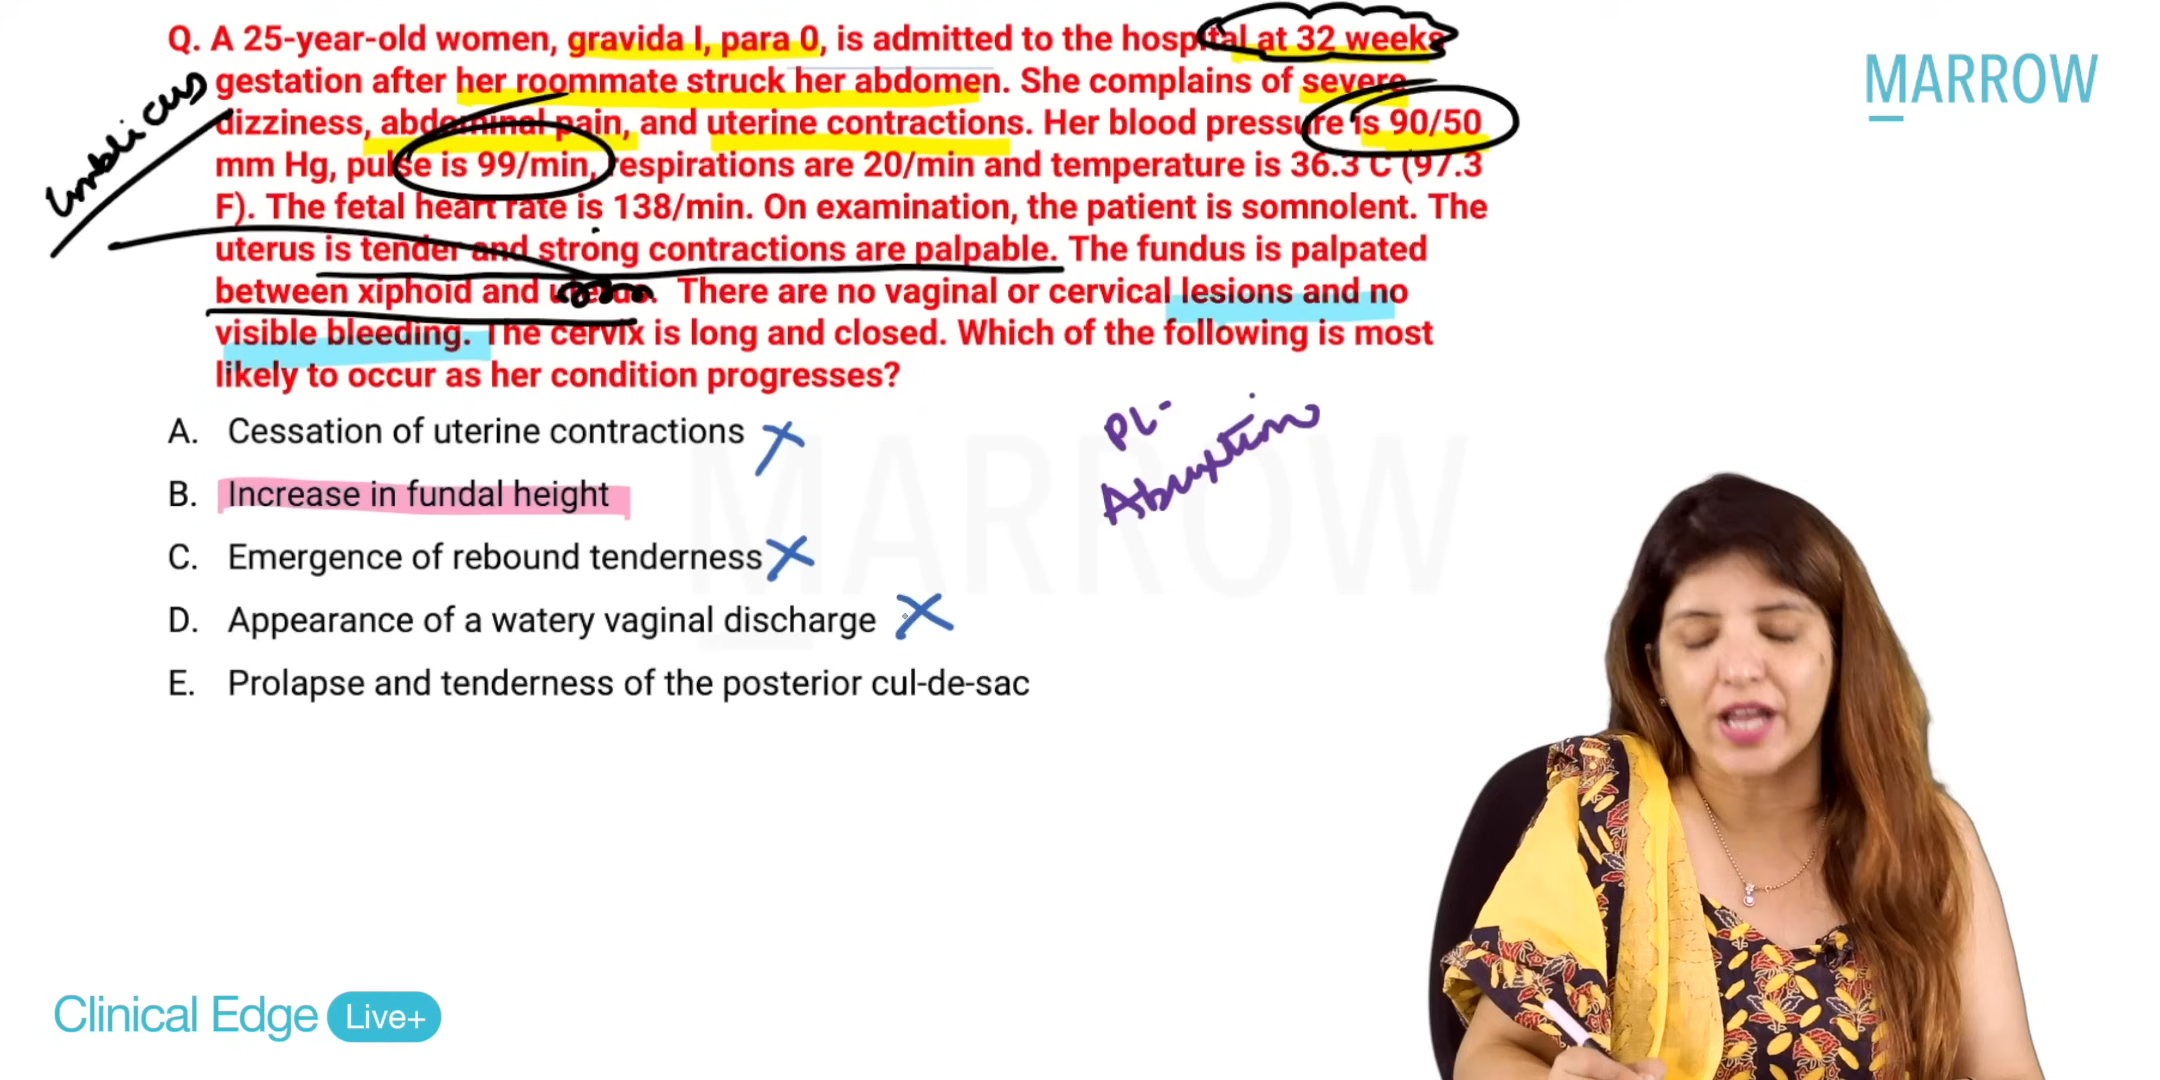 Q. A 25-year-old women, gravida I, para 0, is admitted to the hospital at 32 weeks
gestation after her roommate struck her abdomen. She complains of severe
dizziness, abdominal pain, and uterine contractions. Her blood pressure is 90/50
mm Hg, pulse is 99/min, respirations are 20/min and temperature is 36.3 C (97.3
F). The fetal heart rate is 138/min. On examination, the patient is somnolent. The
uterus is tender and strong contractions are palpable. The fundus is palpated
between xiphoid and There are no vaginal or cervical lesions and no
visible bleeding. The cervix is long and closed. Which of the following is most
likely to occur as her condition progresses?
Umblicus
A. Cessation of uterine contractions
B. Increase in fundal height
C. Emergence of rebound tenderness
D. Appearance of a watery vaginal discharge
E. Prolapse and tenderness of the posterior cul-de-sac
PL-
Abruption
MARROW
MARROW
Clinical Edge Live+